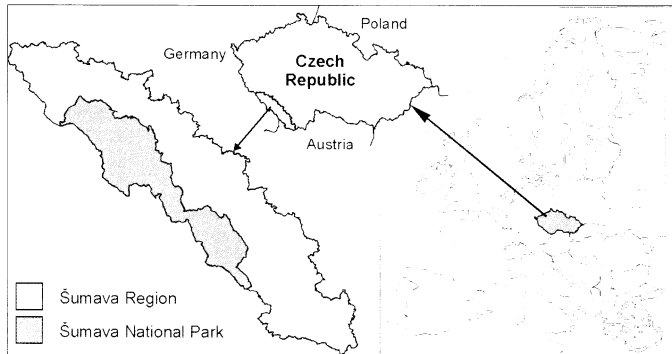 Poland
Germany
Czech
Republic
Austria
Šumava Region
Šumava National Park